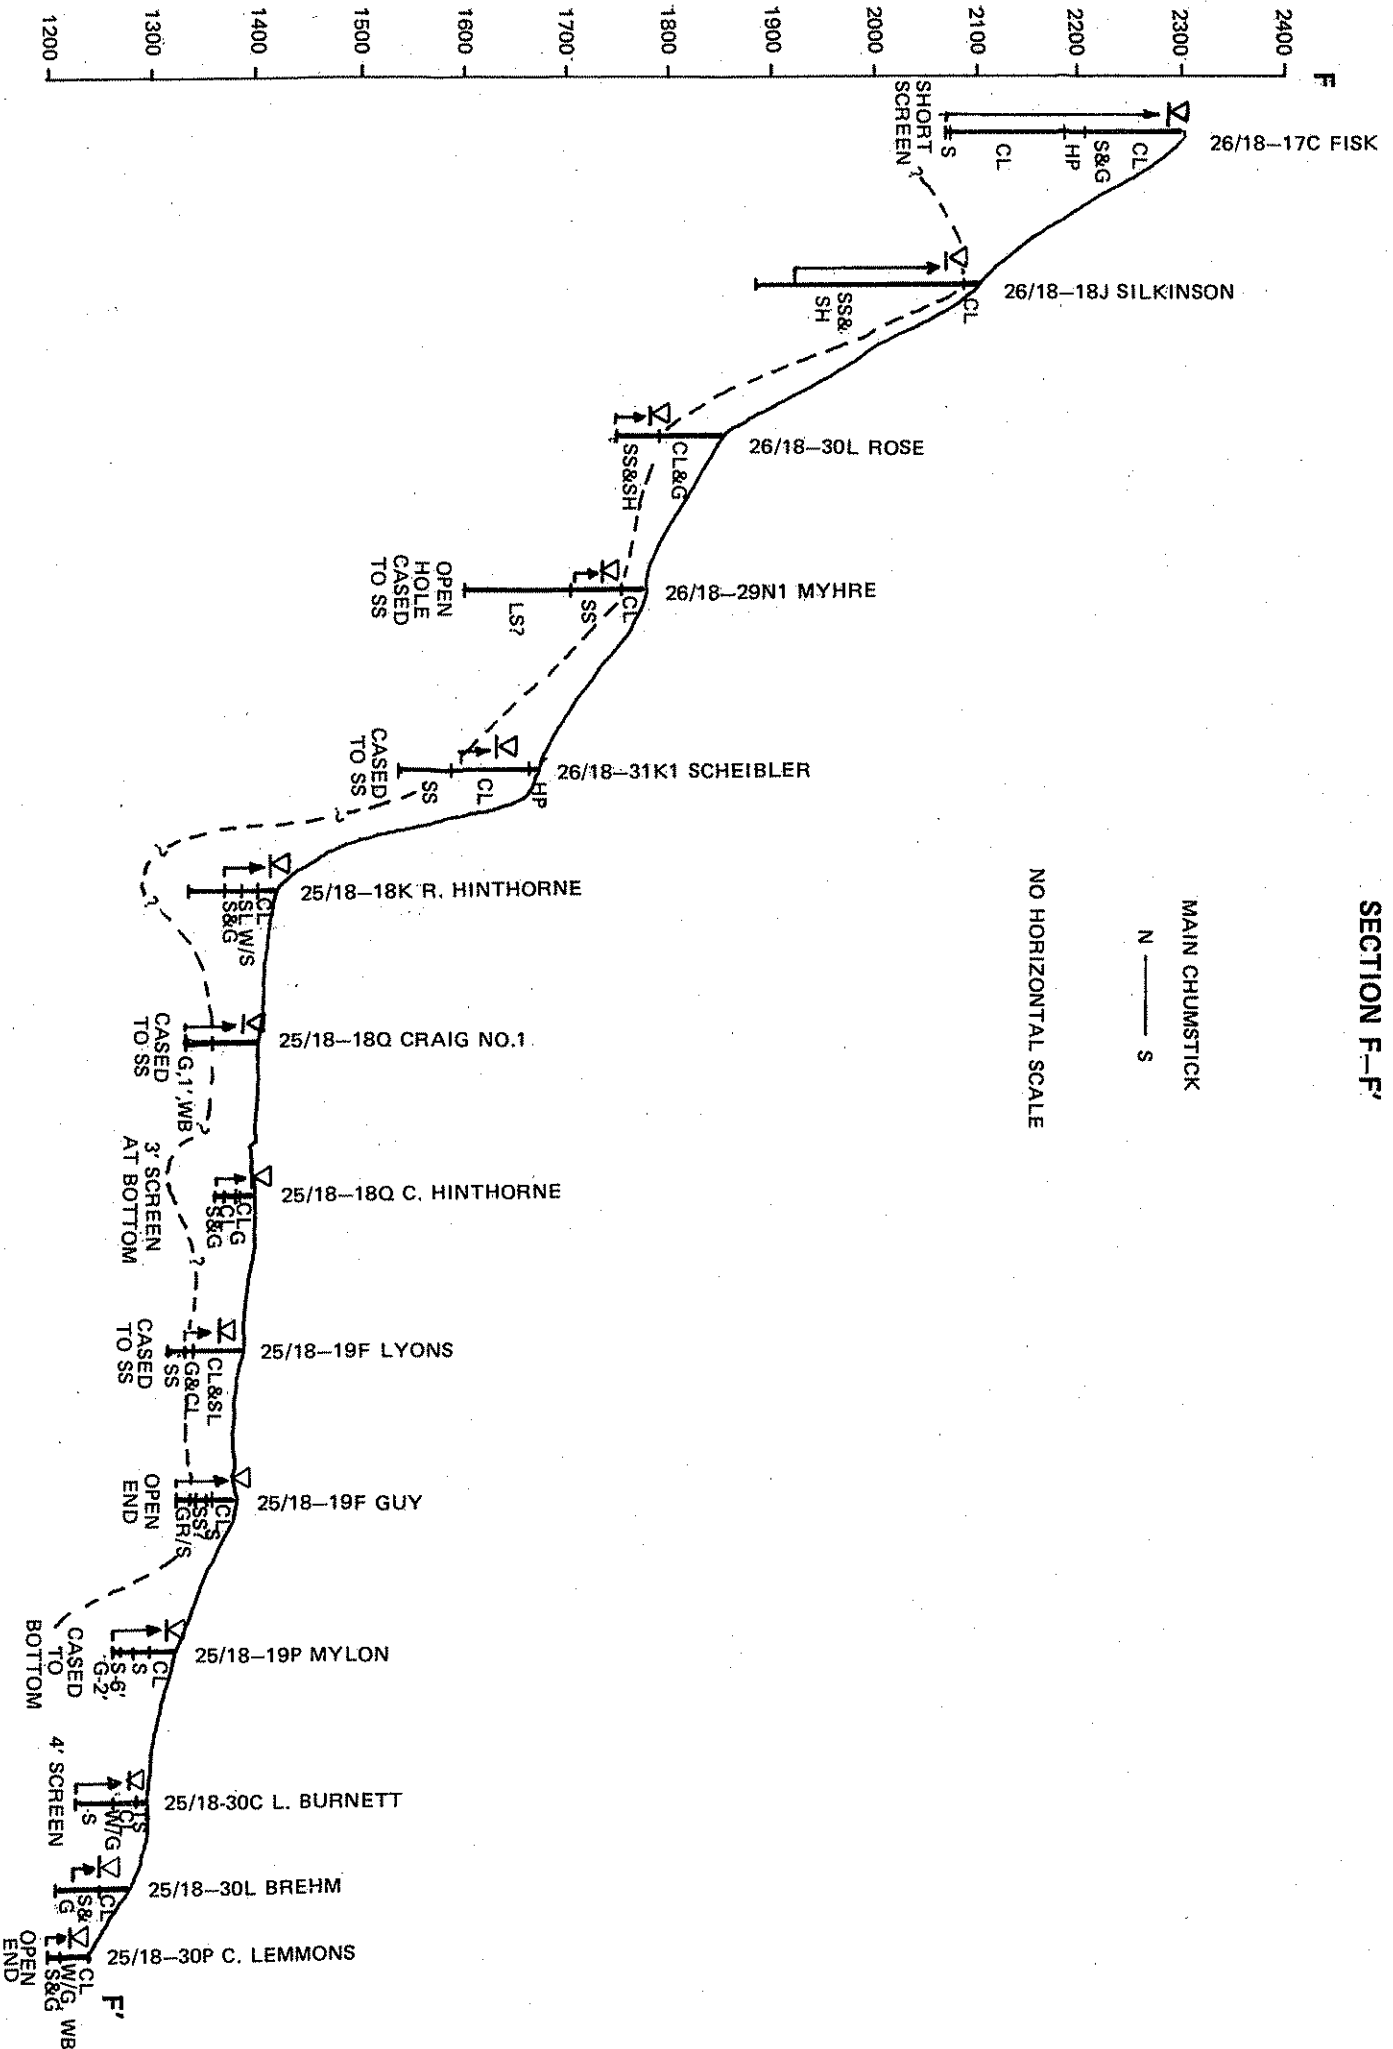 SECTION F–F'
MAIN CHUMSTICK
N S
NO HORIZONTAL SCALE
F
2400
2300
2200
2100
2000
1900
1800
1700
1600
1500
1400
1300
1200
26/18–17C FISK
CL
S&G
HP
CL
S
SHORT
SCREEN
?
26/18–18J SILKINSON
CL
SS&
SH
26/18–30L ROSE
CL&G
SS&SH
26/18–29N1 MYHRE
CL
SS
LS?
OPEN
HOLE
CASED
TO SS
26/18–31K1 SCHEIBLER
HP
CL
SS
CASED
TO SS
?
?
?
25/18–18K R. HINTHORNE
CL
SL W/S
S&G
25/18–18Q CRAIG NO.1
G,1',WB
CASED
TO SS
?
25/18–18Q C. HINTHORNE
CLG
CL
S&G
3' SCREEN
AT BOTTOM
?
25/18–19F LYONS
CL&SL
G&CL
SS
CASED
TO SS
25/18–19F GUY
CL
S
SS?
GR/S
OPEN
END
25/18–19P MYLON
CL
S
S-6'
G-2'
CASED
TO
BOTTOM
25/18-30C L. BURNETT
TS
CL
W/G
S
4' SCREEN
25/18–30L BREHM
CL
S&
G
25/18–30P C. LEMMONS
CL
W/G, WB
S&G
OPEN
END
F'